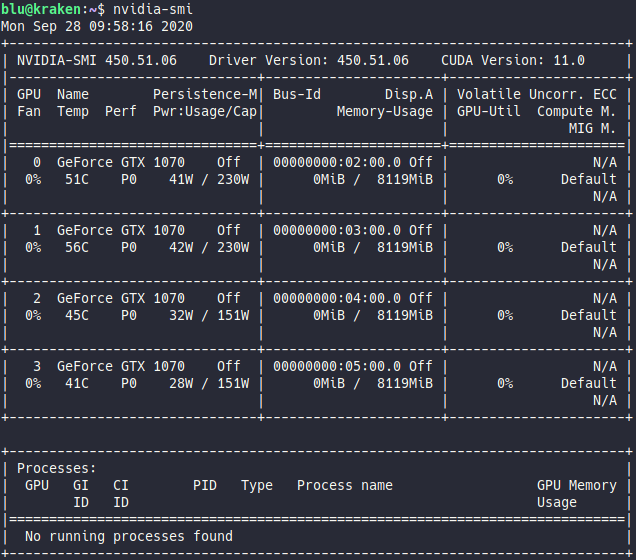 blu@kraken:~$ nvidia-smi
Mon Sep 28 09:58:16 2020
+-----------------------------------------------------------------------------+
| NVIDIA-SMI 450.51.06    Driver Version: 450.51.06    CUDA Version: 11.0     |
|-------------------------------+----------------------+----------------------+
| GPU  Name        Persistence-M| Bus-Id        Disp.A | Volatile Uncorr. ECC |
| Fan  Temp  Perf  Pwr:Usage/Cap|         Memory-Usage | GPU-Util  Compute M. |
|                               |                      |               MIG M. |
|===============================+======================+======================|
|   0  GeForce GTX 1070    Off  | 00000000:02:00.0 Off |                  N/A |
|  0%   51C    P0    41W / 230W |      0MiB /  8119MiB |      0%      Default |
|                               |                      |                  N/A |
+-------------------------------+----------------------+----------------------+
|   1  GeForce GTX 1070    Off  | 00000000:03:00.0 Off |                  N/A |
|  0%   56C    P0    42W / 230W |      0MiB /  8119MiB |      0%      Default |
|                               |                      |                  N/A |
+-------------------------------+----------------------+----------------------+
|   2  GeForce GTX 1070    Off  | 00000000:04:00.0 Off |                  N/A |
|  0%   45C    P0    32W / 151W |      0MiB /  8119MiB |      0%      Default |
|                               |                      |                  N/A |
+-------------------------------+----------------------+----------------------+
|   3  GeForce GTX 1070    Off  | 00000000:05:00.0 Off |                  N/A |
|  0%   41C    P0    28W / 151W |      0MiB /  8119MiB |      0%      Default |
|                               |                      |                  N/A |
+-------------------------------+----------------------+----------------------+

+-----------------------------------------------------------------------------+
| Processes:                                                                  |
|  GPU   GI   CI        PID   Type   Process name                  GPU Memory |
|        ID   ID                                                   Usage      |
|=============================================================================|
|  No running processes found                                                 |
+-----------------------------------------------------------------------------+